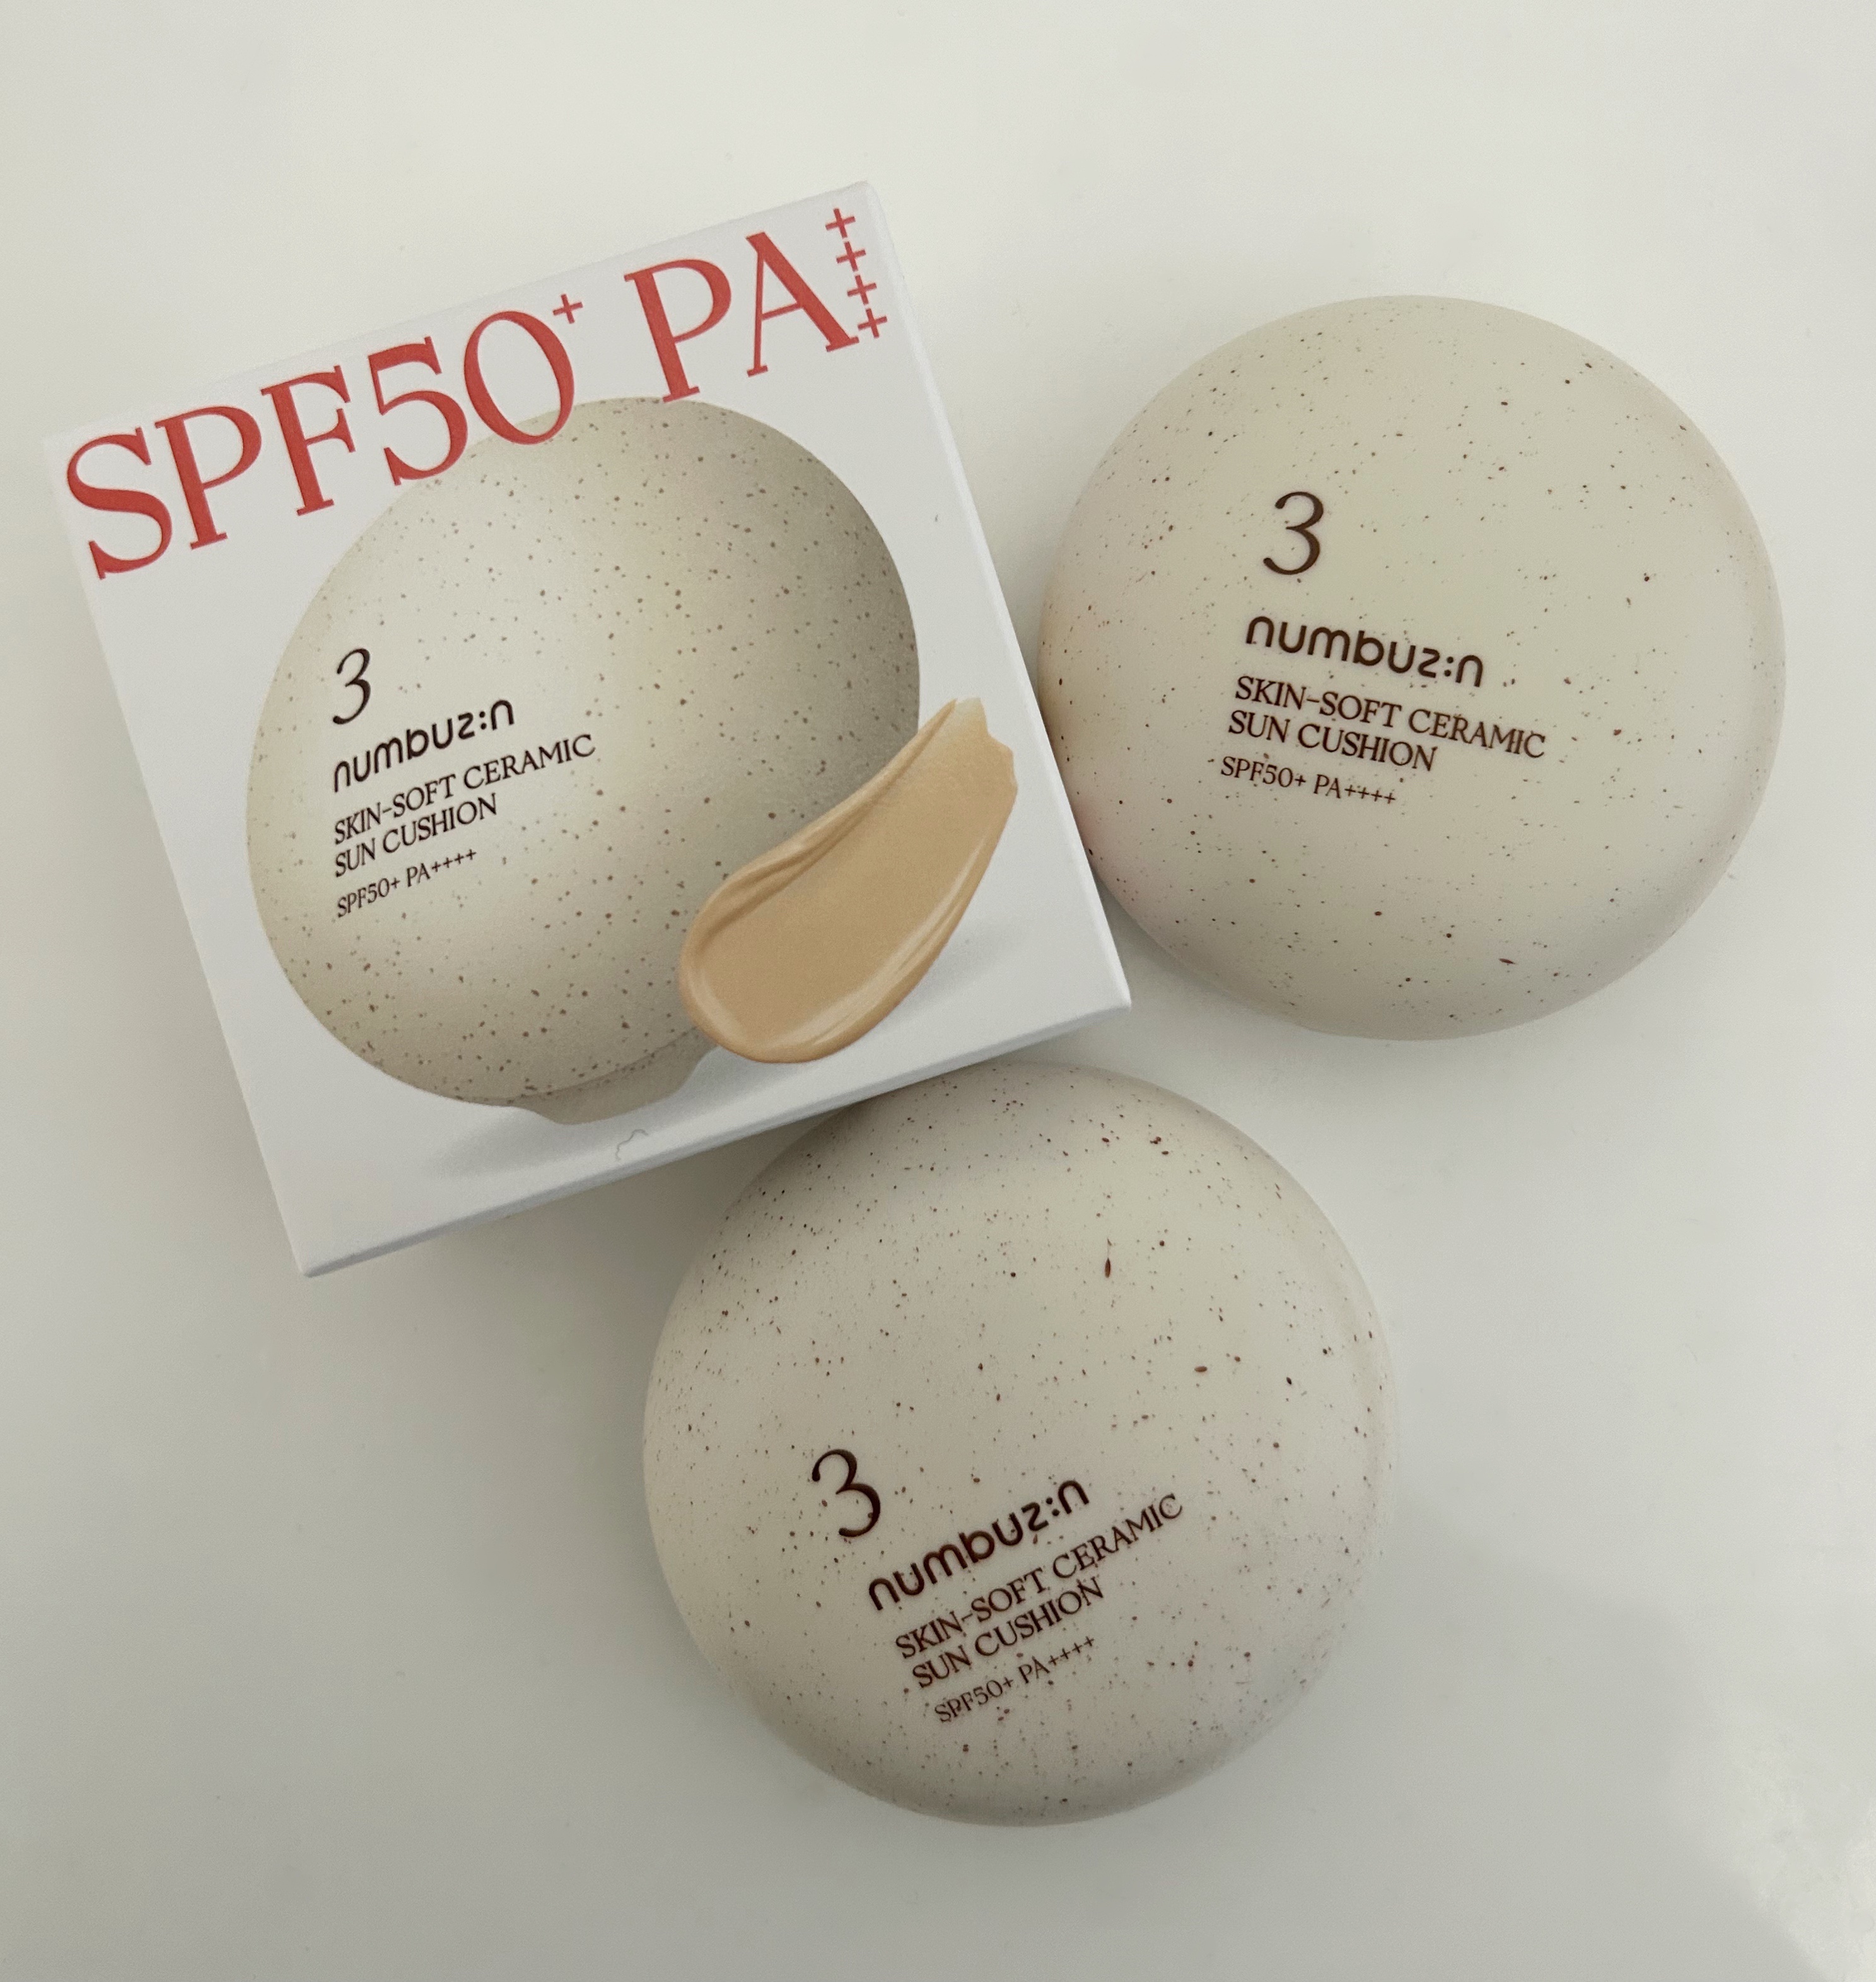 SPF50+ PA++++
3
numbuz:n
SKIN-SOFT CERAMIC
SUN CUSHION
SPF50+ PA++++
3
numbuz:n
SKIN-SOFT CERAMIC
SUN CUSHION
SPF50+ PA++++
3
numbuz:n
SKIN-SOFT CERAMIC
SUN CUSHION
SPF50+ PA++++